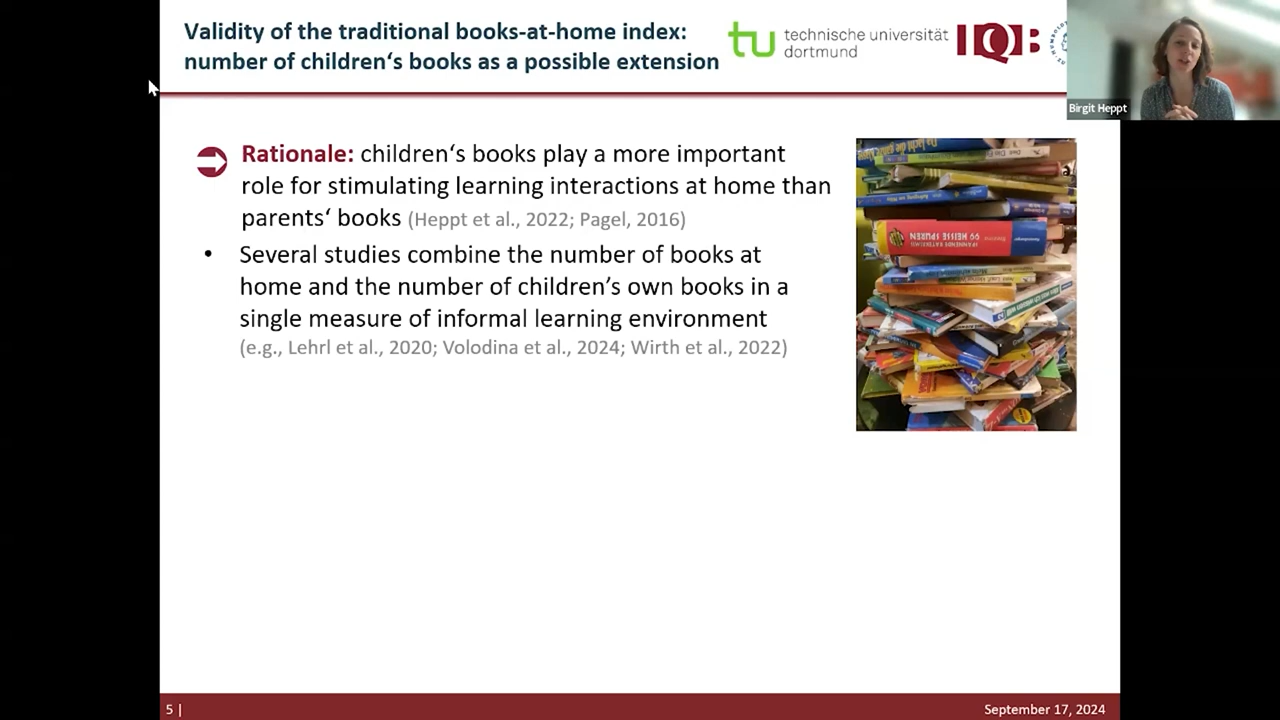 Validity of the traditional books-at-home index:
number of children‘s books as a possible extension
tu technische universität
dortmund
IQB
Birgit Heppt
Rationale: children‘s books play a more important
role for stimulating learning interactions at home than
parents‘ books (Heppt et al., 2022; Pagel, 2016)
• Several studies combine the number of books at
home and the number of children’s own books in a
single measure of informal learning environment
(e.g., Lehrl et al., 2020; Volodina et al., 2024; Wirth et al., 2022)
99 HEISSE SPUREN
5 |
September 17, 2024